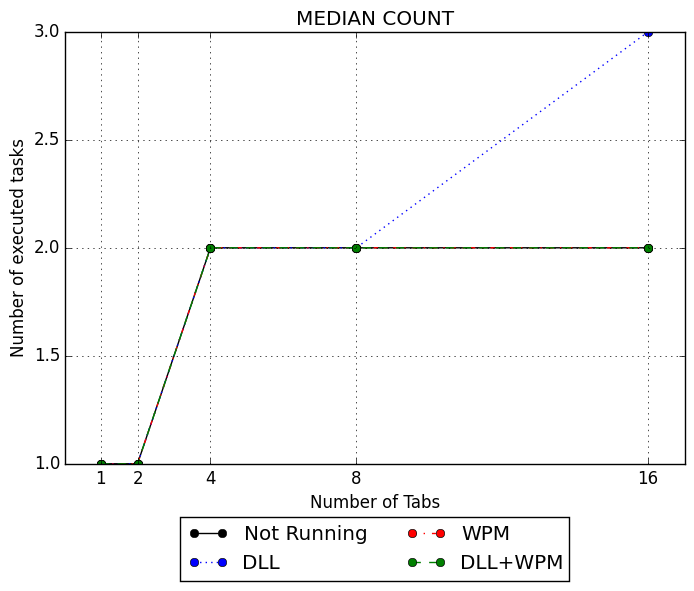 MEDIAN COUNT
3.0
2.5
2.0
1.5
1.0
Number of executed tasks
1 2 4 8 16
Number of Tabs
Not Running WPM
DLL DLL+WPM